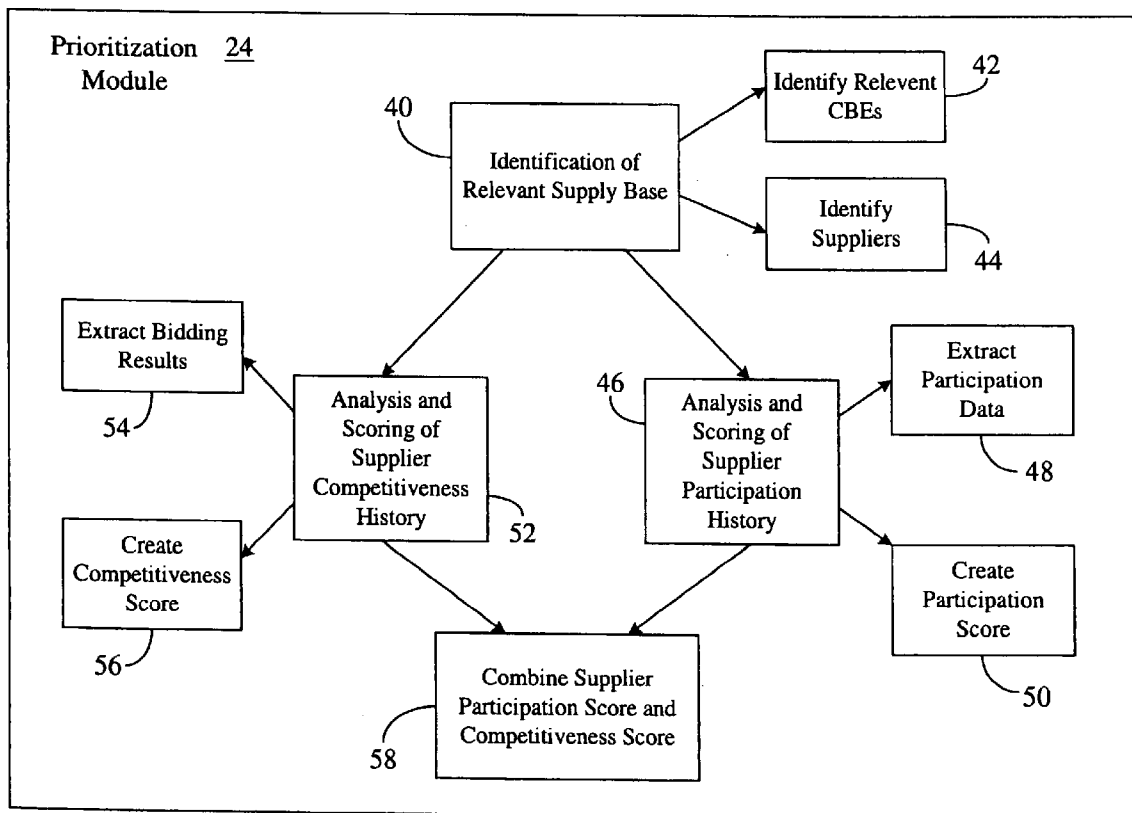 Prioritization 24
Module
40
Identification of
Relevant Supply Base
Identify Relevent
CBEs
42
Identify
Suppliers
44
Extract Bidding
Results
54
Analysis and
Scoring of
Supplier
Competitiveness
History
52
46
Analysis and
Scoring of
Supplier
Participation
History
Extract
Participation
Data
48
Create
Competitiveness
Score
56
Create
Participation
Score
50
Combine Supplier
Participation Score and
Competitiveness Score
58